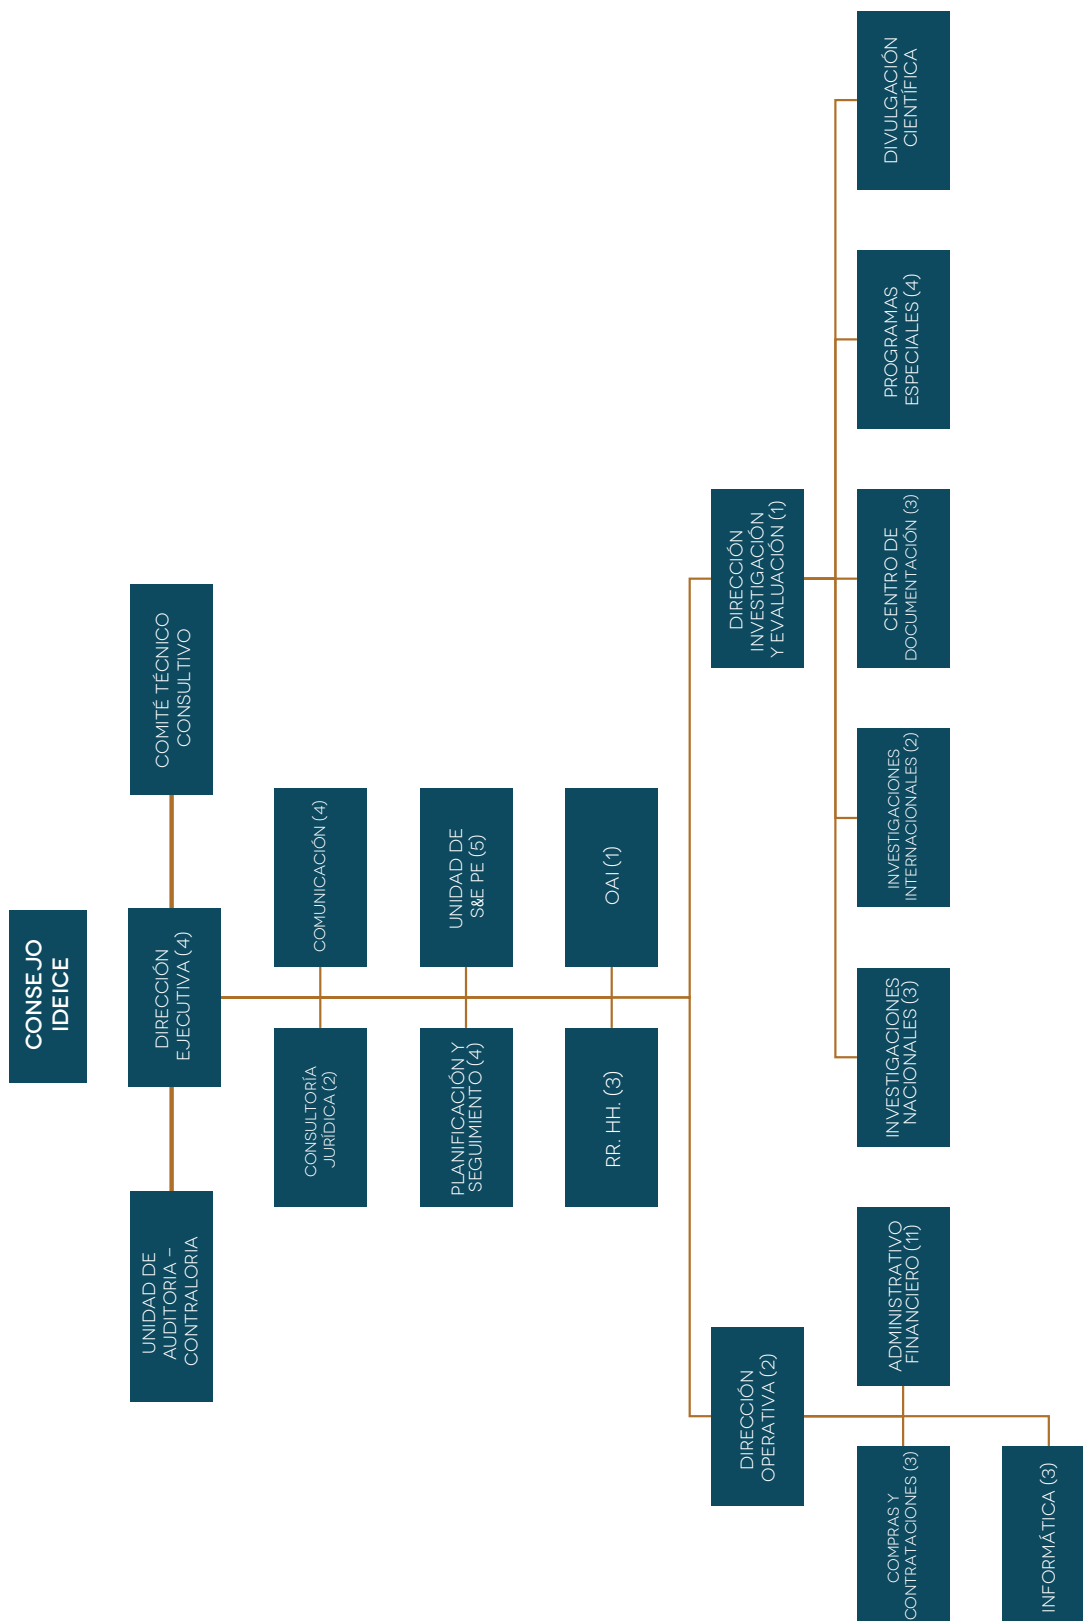 CONSEJO
IDEICE
UNIDAD DE
AUDITORIA –
CONTRALORIA
DIRECCIÓN
EJECUTIVA (4)
COMITÉ TÉCNICO
CONSULTIVO
CONSULTORÍA
JURÍDICA (2)
COMUNICACIÓN (4)
PLANIFICACIÓN Y
SEGUIMIENTO (4)
UNIDAD DE
S&E PE (5)
RR. HH. (3)
OAI (1)
DIRECCIÓN
OPERATIVA (2)
DIRECCIÓN
INVESTIGACIÓN
Y EVALUACIÓN (1)
COMPRAS Y
CONTRATACIONES (3)
ADMINISTRATIVO
FINANCIERO (11)
INVESTIGACIONES
NACIONALES (3)
INVESTIGACIONES
INTERNACIONALES (2)
CENTRO DE
DOCUMENTACIÓN (3)
PROGRAMAS
ESPECIALES (4)
DIVULGACIÓN
CIENTÍFICA
INFORMÁTICA (3)